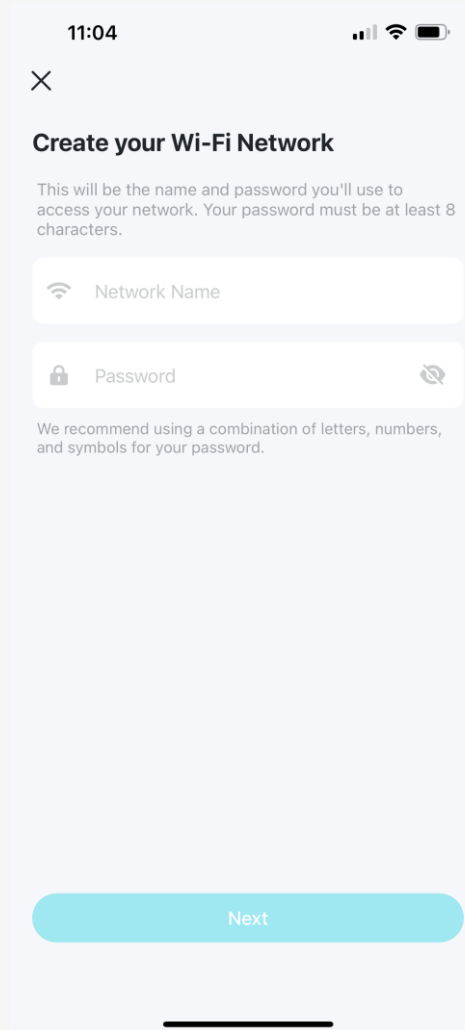 11:04
Create your Wi-Fi Network
This will be the name and password you'll use to
access your network. Your password must be at least 8
characters.
Network Name
Password
We recommend using a combination of letters, numbers,
and symbols for your password.
Next